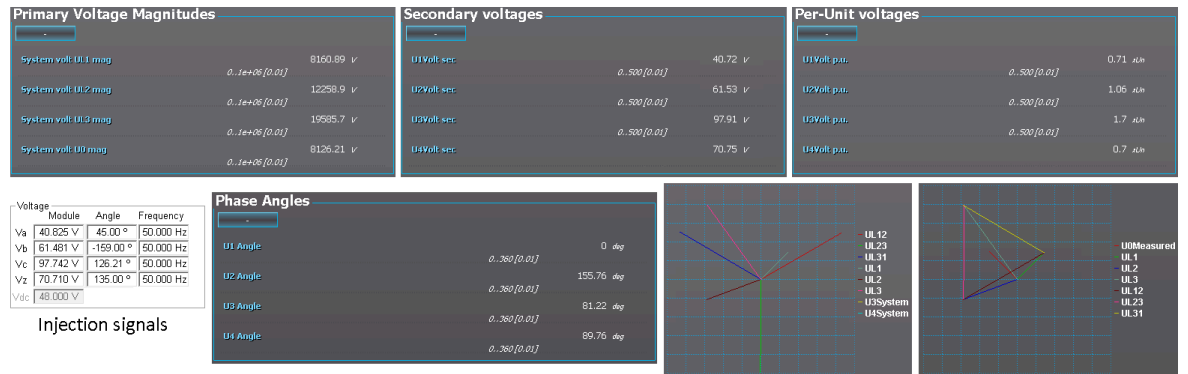 Primary Voltage Magnitudes
-
System volt UL1 mag 8160.89 V
0..1e+06 [0.01]
System volt UL2 mag 12258.9 V
0..1e+06 [0.01]
System volt UL3 mag 19585.7 V
0..1e+06 [0.01]
System volt U0 mag 8126.21 V
0..1e+06 [0.01]
Secondary voltages
-
U1Volt sec 40.72 V
0..500 [0.01]
U2Volt sec 61.53 V
0..500 [0.01]
U3Volt sec 97.91 V
0..500 [0.01]
U4Volt sec 70.75 V
Per-Unit voltages
-
U1Volt p.u. 0.71 xUn
0..500 [0.01]
U2Volt p.u. 1.06 xUn
0..500 [0.01]
U3Volt p.u. 1.7 xUn
0..500 [0.01]
U4Volt p.u. 0.7 xUn
Voltage
Module Angle Frequency
Va 40.825 V 45.00 º 50.000 Hz
Vb 61.481 V -159.00 º 50.000 Hz
Vc 97.742 V 126.21 º 50.000 Hz
Vz 70.710 V 135.00 º 50.000 Hz
Vdc 48.000 V
Injection signals
Phase Angles
-
U1 Angle 0 deg
0..360 [0.01]
U2 Angle 155.76 deg
0..360 [0.01]
U3 Angle 81.22 deg
0..360 [0.01]
U4 Angle 89.76 deg
0..360 [0.01]
UL12
UL23
UL31
UL1
UL2
UL3
U3System
U4System
U0Measured
UL1
UL2
UL3
UL12
UL23
UL31